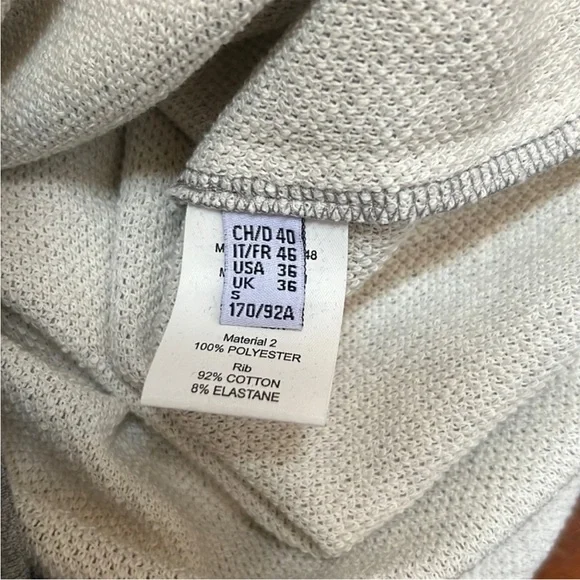 CH/D 40
IT/FR 46
USA 36
UK 36
S
170/92A
Material 2
100% POLYESTER
Rib
92% COTTON
8% ELASTANE